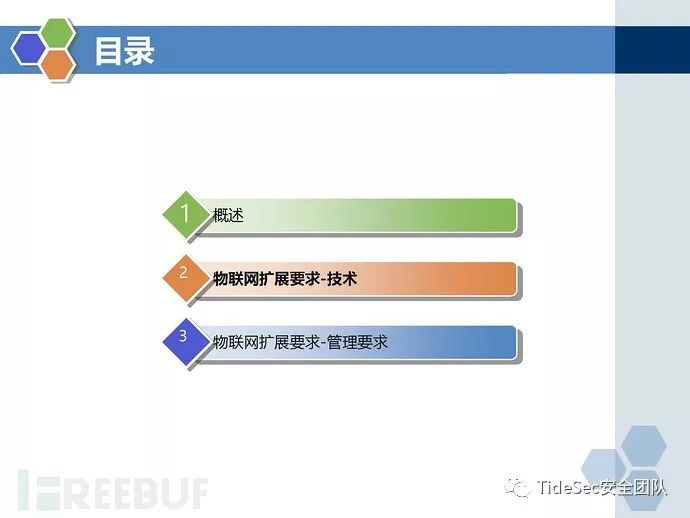 目录
1 概述
2 物联网扩展要求-技术
3 物联网扩展要求-管理要求
FREEBUF
TideSec安全团队